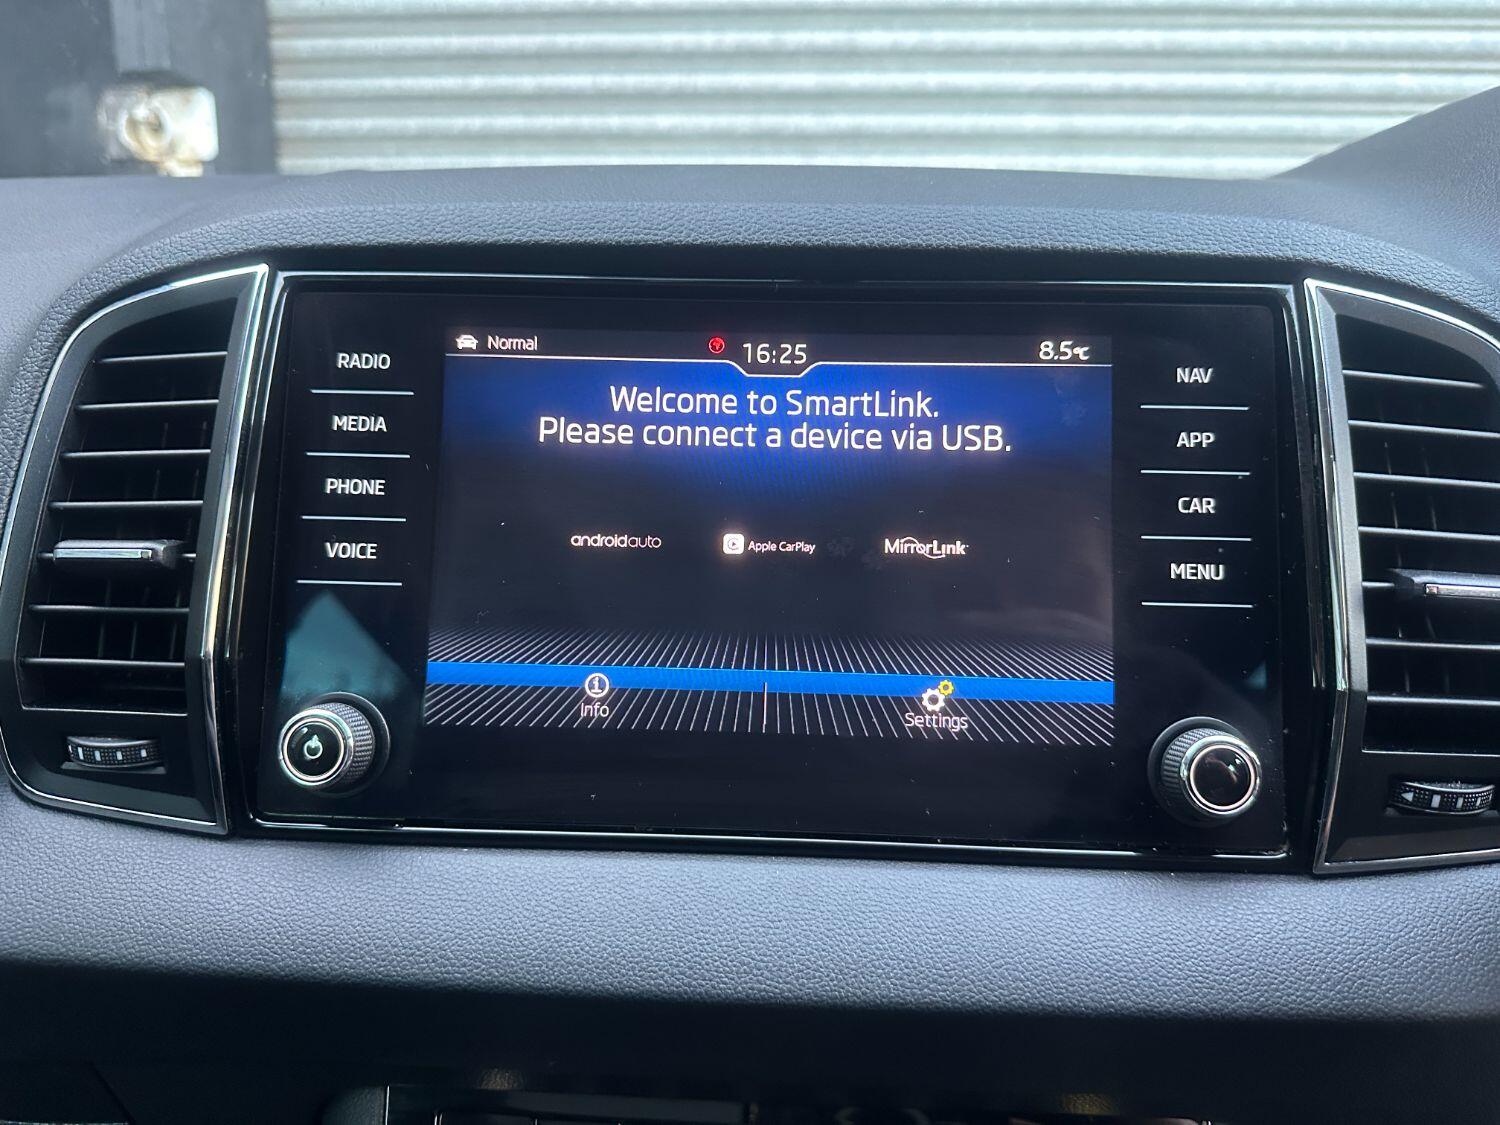 Normal
16:25
8.5°C
RADIO
MEDIA
PHONE
VOICE
Welcome to SmartLink.
Please connect a device via USB.
androidauto
Apple CarPlay
MirrorLink
Info
Settings
NAV
APP
CAR
MENU